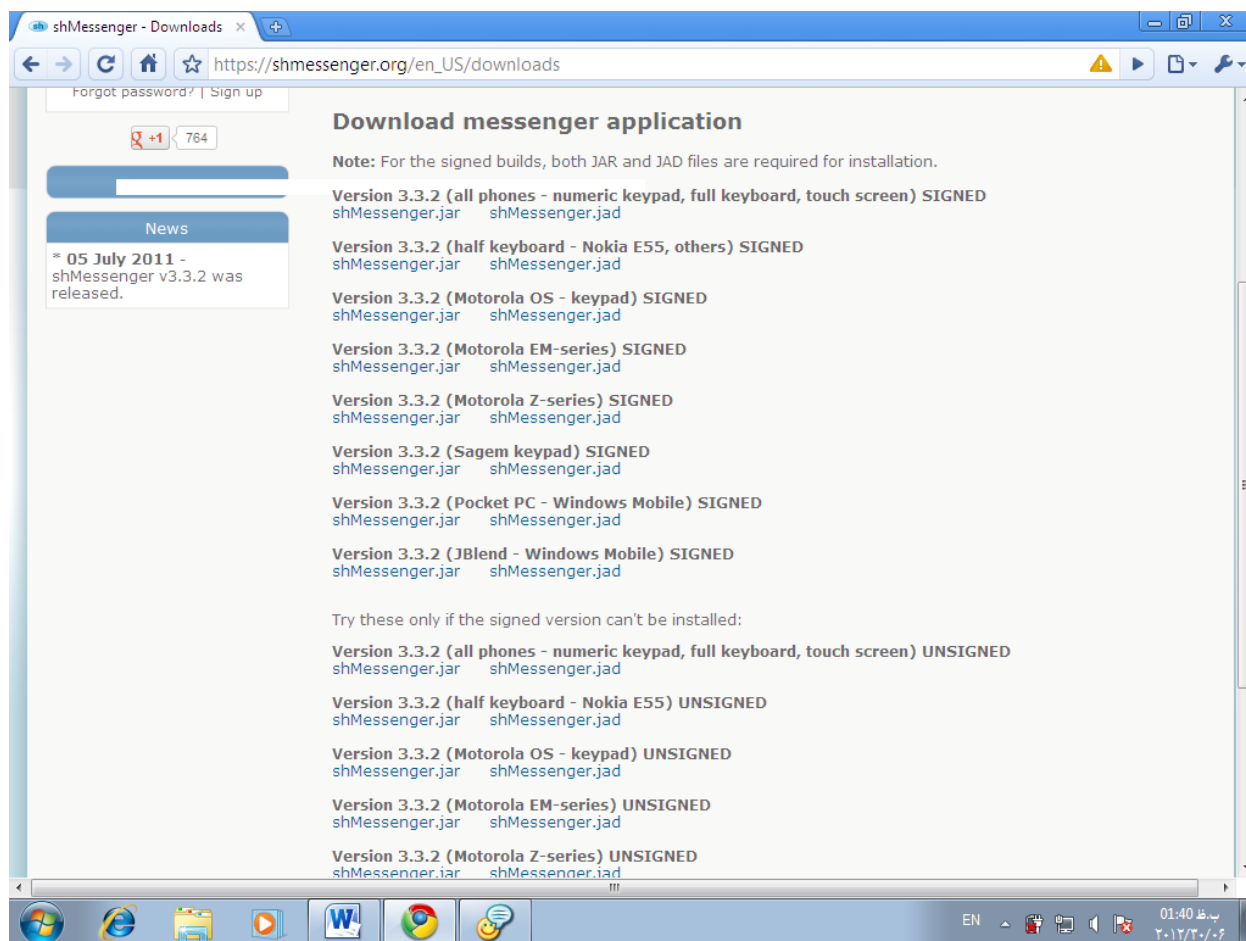 shMessenger - Downloads
https://shmessenger.org/en_US/downloads
Forgot password? | Sign up
+1 764
News
* 05 July 2011 -
shMessenger v3.3.2 was
released.
Download messenger application
Note: For the signed builds, both JAR and JAD files are required for installation.
Version 3.3.2 (all phones - numeric keypad, full keyboard, touch screen) SIGNED
shMessenger.jar shMessenger.jad
Version 3.3.2 (half keyboard - Nokia E55, others) SIGNED
shMessenger.jar shMessenger.jad
Version 3.3.2 (Motorola OS - keypad) SIGNED
shMessenger.jar shMessenger.jad
Version 3.3.2 (Motorola EM-series) SIGNED
shMessenger.jar shMessenger.jad
Version 3.3.2 (Motorola Z-series) SIGNED
shMessenger.jar shMessenger.jad
Version 3.3.2 (Sagem keypad) SIGNED
shMessenger.jar shMessenger.jad
Version 3.3.2 (Pocket PC - Windows Mobile) SIGNED
shMessenger.jar shMessenger.jad
Version 3.3.2 (JBlend - Windows Mobile) SIGNED
shMessenger.jar shMessenger.jad
Try these only if the signed version can't be installed:
Version 3.3.2 (all phones - numeric keypad, full keyboard, touch screen) UNSIGNED
shMessenger.jar shMessenger.jad
Version 3.3.2 (half keyboard - Nokia E55) UNSIGNED
shMessenger.jar shMessenger.jad
Version 3.3.2 (Motorola OS - keypad) UNSIGNED
shMessenger.jar shMessenger.jad
Version 3.3.2 (Motorola EM-series) UNSIGNED
shMessenger.jar shMessenger.jad
Version 3.3.2 (Motorola Z-series) UNSIGNED
shMessenger.jar shMessenger.jad
EN
01:40 ب.ظ
٢٠١٢/٣٠/٠۶